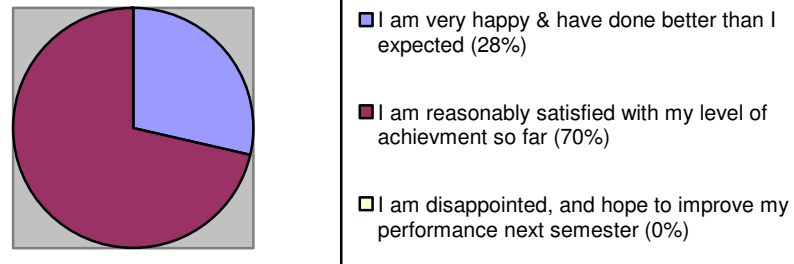 I am very happy & have done better than I
expected (28%)
I am reasonably satisfied with my level of
achievment so far (70%)
I am disappointed, and hope to improve my
performance next semester (0%)